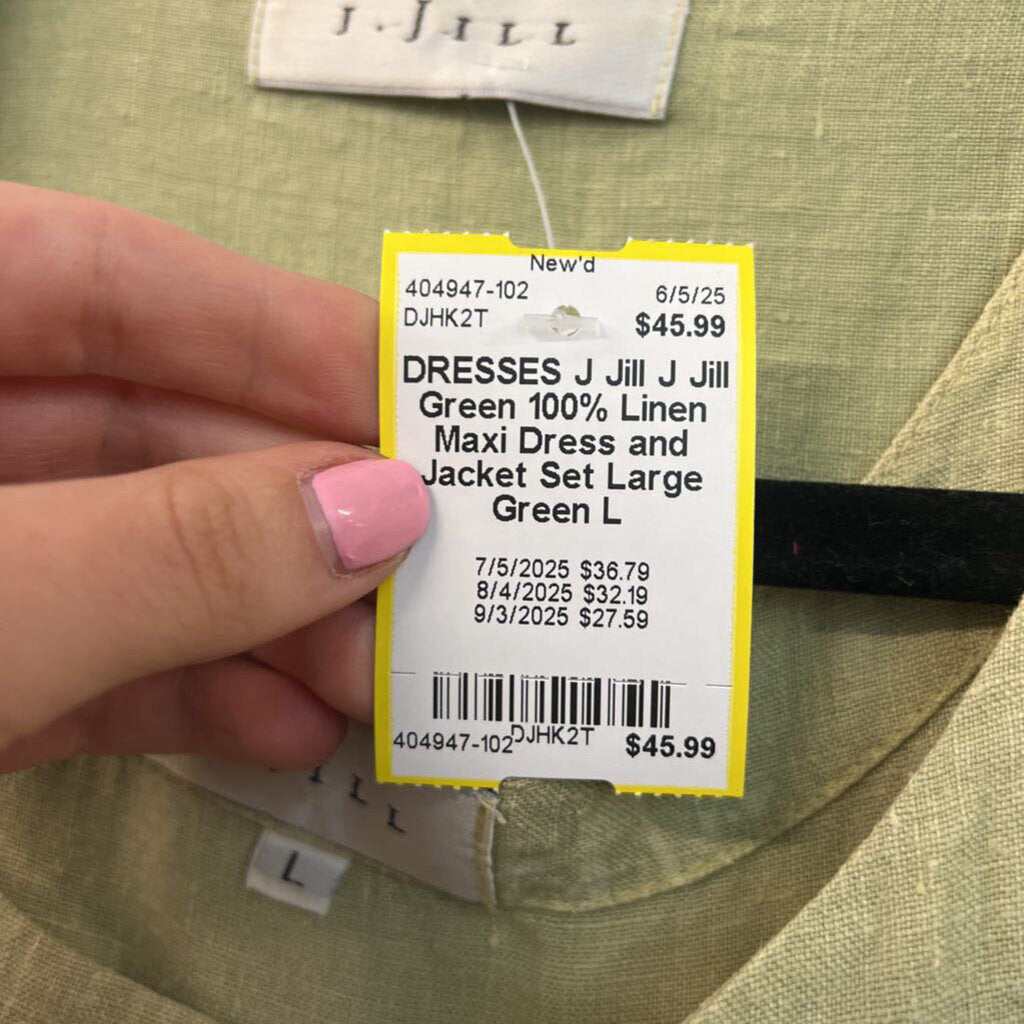 J.JILL
New'd
404947-102 6/5/25
DJHK2T $45.99
DRESSES J Jill J Jill
Green 100% Linen
Maxi Dress and
Jacket Set Large
Green L
7/5/2025 $36.79
8/4/2025 $32.19
9/3/2025 $27.59
404947-102 DJHK2T $45.99
ILL
L